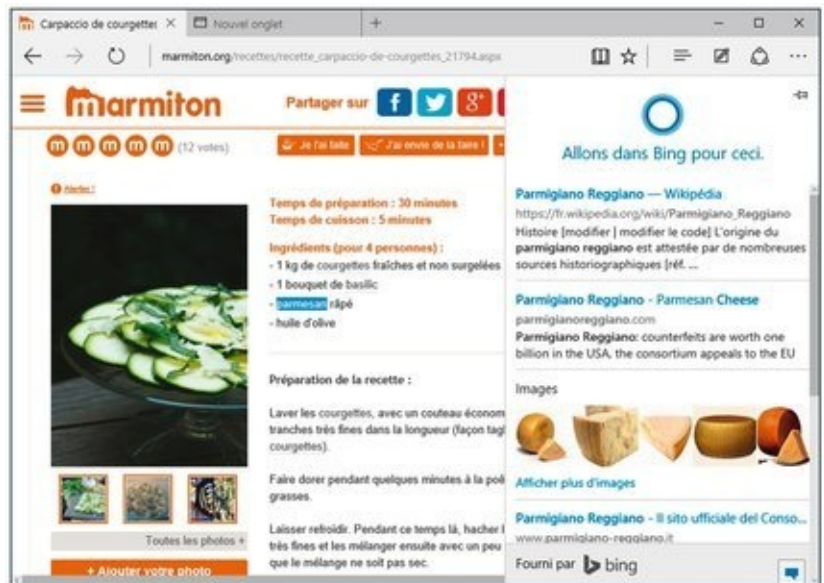 Carpaccio de courgettes
Nouvel onglet
marmiton.org/recettes/recette_carpaccio-de-courgettes_21794.aspx
marmiton
Partager sur
(12 votes)
Je l'ai faite
J'ai envie de la faire !
Alerter !
Temps de préparation : 30 minutes
Temps de cuisson : 5 minutes
Ingrédients (pour 4 personnes) :
- 1 kg de courgettes fraîches et non surgelées
- 1 bouquet de basilic
- parmesan râpé
- huile d'olive
Préparation de la recette :
Laver les courgettes, avec un couteau économ
tranches très fines dans la longueur (façon tagl
courgettes).
Faire dorer pendant quelques minutes à la poê
grasses.
Laisser refroidir. Pendant ce temps là, hacher l
très fines et les mélanger ensuite avec un peu
que le mélange ne soit pas sec.
Toutes les photos +
+ Ajouter votre photo
Allons dans Bing pour ceci.
Parmigiano Reggiano — Wikipédia
https://fr.wikipedia.org/wiki/Parmigiano_Reggiano
Histoire [modifier | modifier le code] L'origine du
parmigiano reggiano est attestée par de nombreuses
sources historiographiques [réf. ...
Parmigiano Reggiano - Parmesan Cheese
parmigianoreggiano.com
Parmigiano Reggiano: counterfeits are worth one
billion in the USA, the consortium appeals to the EU
Images
Afficher plus d'images
Parmigiano Reggiano - Il sito ufficiale del Conso...
www.parmigiano-reggiano.it
Fourni par bing